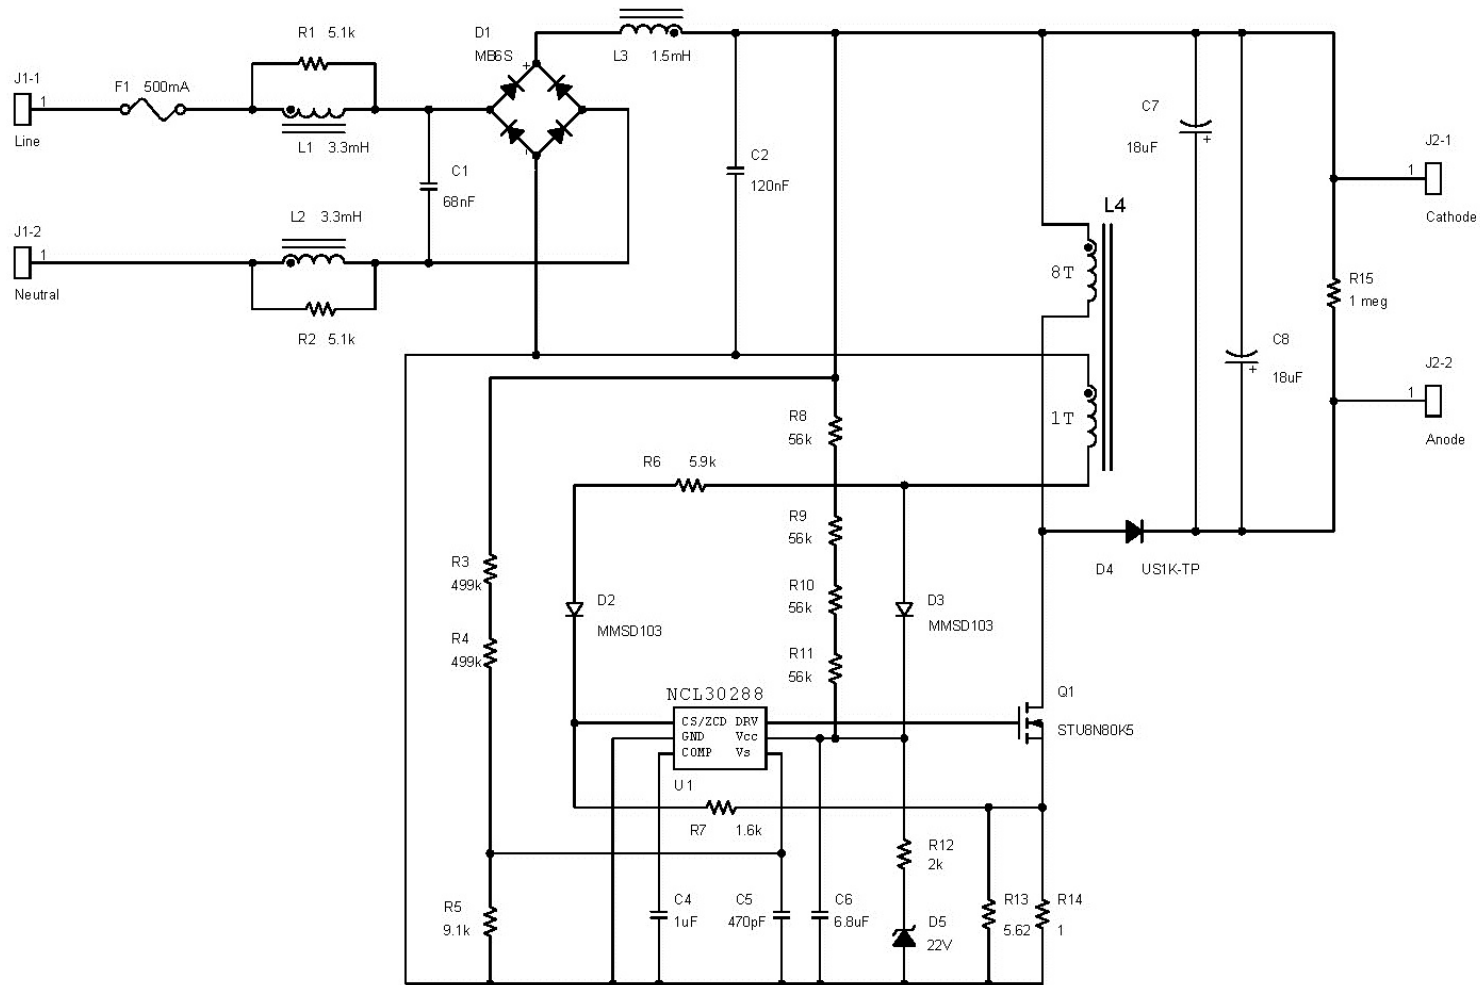 R1 5.1k
J1-1
1
Line
F1 500mA
L1 3.3mH
J1-2
1
Neutral
L2 3.3mH
R2 5.1k
C1
68nF
D1
MB6S
+
-
L3 1.5mH
C2
120nF
L4
8T
1T
C7
18uF
+
C8
18uF
+
J2-1
1
Cathode
R15
1 meg
J2-2
1
Anode
R8
56k
R6 5.9k
R9
56k
R10
56k
R11
56k
R3
499k
R4
499k
D2
MMSD103
D3
MMSD103
D4 US1K-TP
NCL30288
CS/ZCD DRV
GND Vcc
COMP Vs
U1
Q1
STU8N80K5
R7 1.6k
R12
2k
R5
9.1k
C4
1uF
C5
470pF
C6
6.8uF
D5
22V
R13
5.62
R14
1